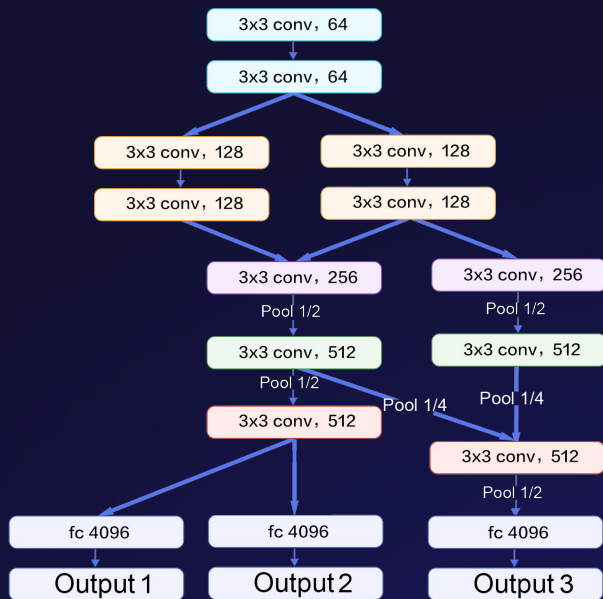 3x3 conv, 64
3x3 conv, 64
3x3 conv, 128
3x3 conv, 128
3x3 conv, 128
3x3 conv, 128
3x3 conv, 256
3x3 conv, 256
Pool 1/2
Pool 1/2
3x3 conv, 512
3x3 conv, 512
Pool 1/2
Pool 1/4
Pool 1/4
3x3 conv, 512
3x3 conv, 512
Pool 1/2
fc 4096
fc 4096
fc 4096
Output 1
Output 2
Output 3